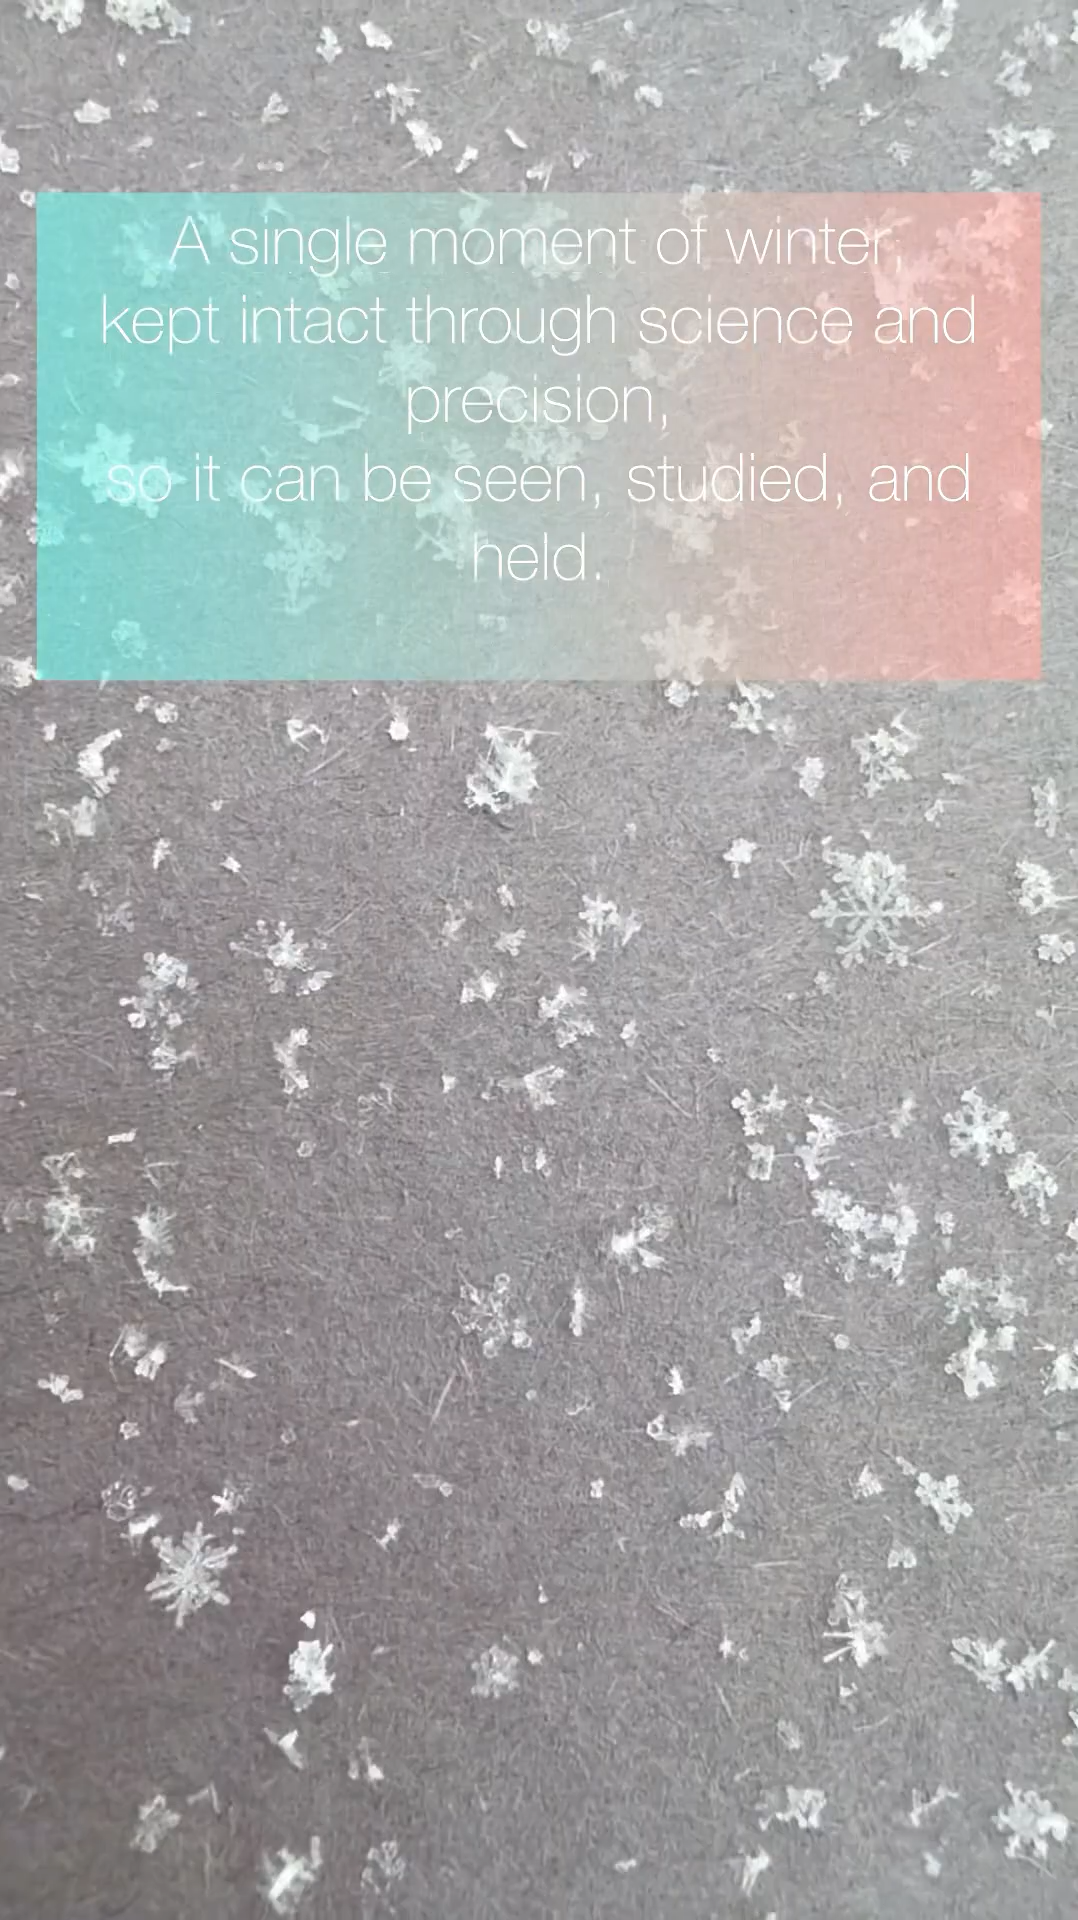 A single moment of winter,
kept intact through science and
precision,
so it can be seen, studied, and
held.